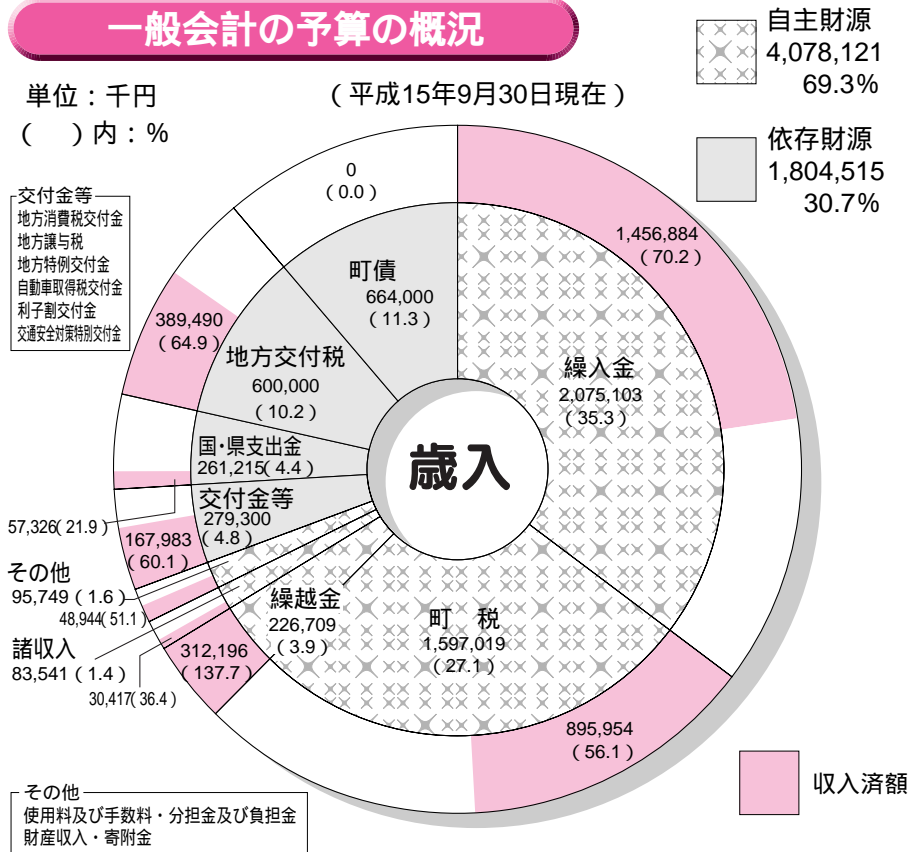 一般会計の予算の概況
単位：千円
（　）内：％
（平成15年9月30日現在）
自主財源
4,078,121
69.3%
依存財源
1,804,515
30.7%
交付金等
地方消費税交付金
地方譲与税
地方特例交付金
自動車取得税交付金
利子割交付金
交通安全対策特別交付金
0
（0.0）
町債
664,000
（11.3）
1,456,884
（70.2）
繰入金
2,075,103
（35.3）
389,490
（64.9）
地方交付税
600,000
（10.2）
歳入
国・県支出金
261,215（4.4）
57,326（21.9）
交付金等
279,300
（4.8）
167,983
（60.1）
その他
95,749（1.6）
48,944（51.1）
諸収入
83,541（1.4）
30,417（36.4）
繰越金
226,709
（3.9）
312,196
（137.7）
町　税
1,597,019
（27.1）
895,954
（56.1）
収入済額
その他
使用料及び手数料・分担金及び負担金
財産収入・寄附金